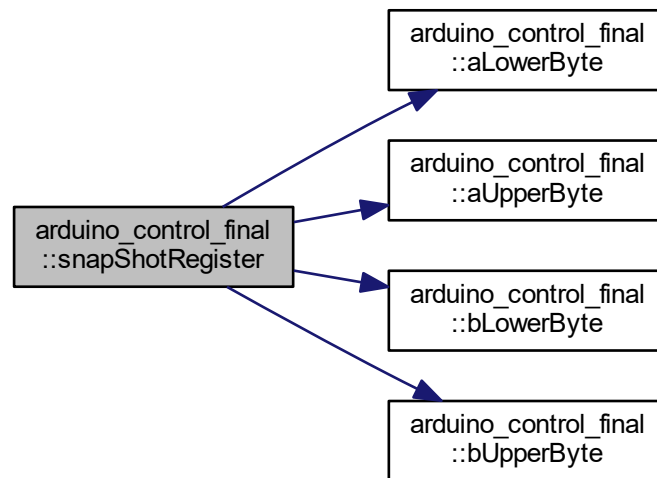 arduino_control_final
::aLowerByte
arduino_control_final
::aUpperByte
arduino_control_final
::snapShotRegister
arduino_control_final
::bLowerByte
arduino_control_final
::bUpperByte